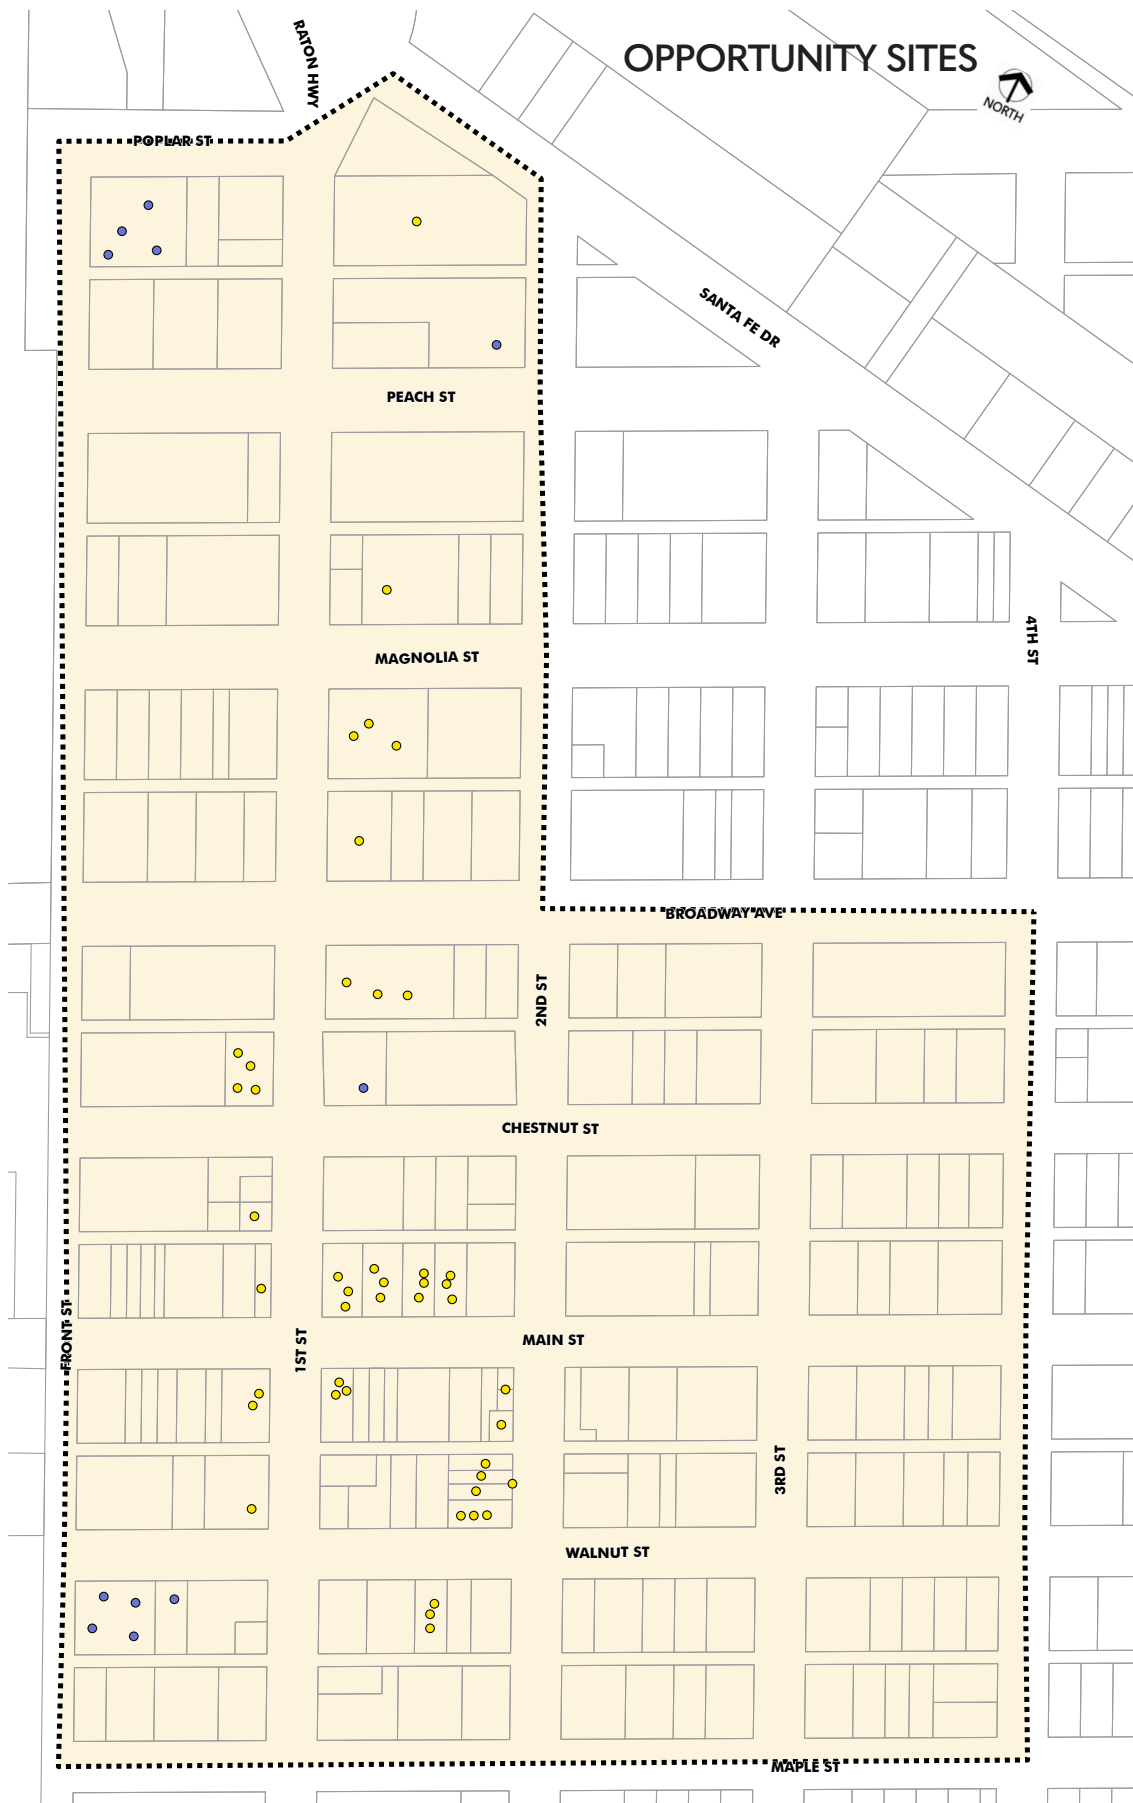 RATON HWY
OPPORTUNITY SITES
NORTH
POPLAR ST
SANTA FE DR
PEACH ST
4TH ST
MAGNOLIA ST
BROADWAY AVE
2ND ST
CHESTNUT ST
FRONT ST
1ST ST
MAIN ST
3RD ST
WALNUT ST
MAPLE ST